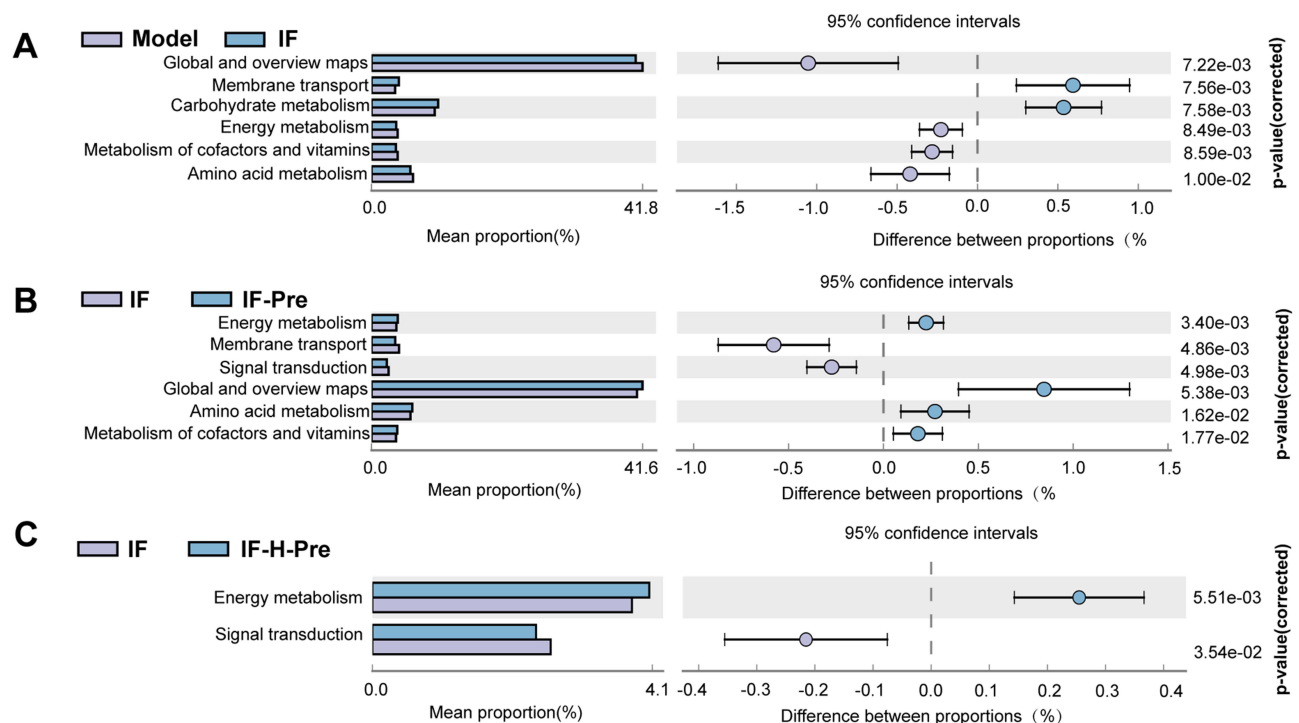 95% confidence intervals
A
Model IF
Global and overview maps 7.22e-03
Membrane transport 7.56e-03
Carbohydrate metabolism 7.58e-03
Energy metabolism 8.49e-03
Metabolism of cofactors and vitamins 8.59e-03
Amino acid metabolism 1.00e-02
p-value(corrected)
0.0 41.8 -1.5 -1.0 -0.5 0.0 0.5 1.0
Mean proportion(%) Difference between proportions (%
95% confidence intervals
B
IF IF-Pre
Energy metabolism 3.40e-03
Membrane transport 4.86e-03
Signal transduction 4.98e-03
Global and overview maps 5.38e-03
Amino acid metabolism 1.62e-02
Metabolism of cofactors and vitamins 1.77e-02
p-value(corrected)
0.0 41.6 -1.0 -0.5 0.0 0.5 1.0 1.5
Mean proportion(%) Difference between proportions (%
95% confidence intervals
C
IF IF-H-Pre
Energy metabolism 5.51e-03
Signal transduction 3.54e-02
p-value(corrected)
0.0 4.1 -0.4 -0.3 -0.2 -0.1 0.0 0.1 0.2 0.3 0.4
Mean proportion(%) Difference between proportions (%)